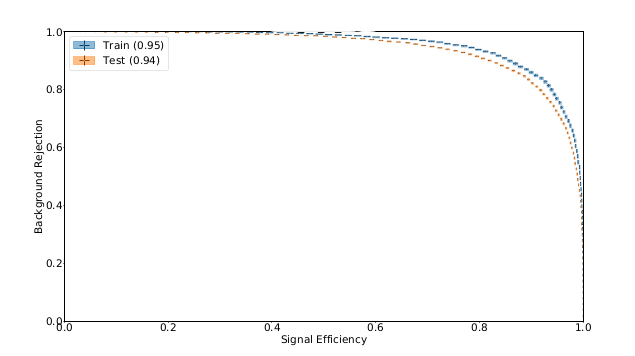 1.0
Train (0.95)
Test (0.94)
0.8
0.6
Background Rejection
0.4
0.2
0.0
0.0 0.2 0.4 0.6 0.8 1.0
Signal Efficiency